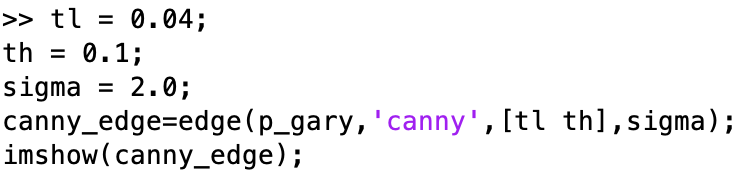 >> tl = 0.04;
th = 0.1;
sigma = 2.0;
canny_edge=edge(p_gary,'canny',[tl th],sigma);
imshow(canny_edge);